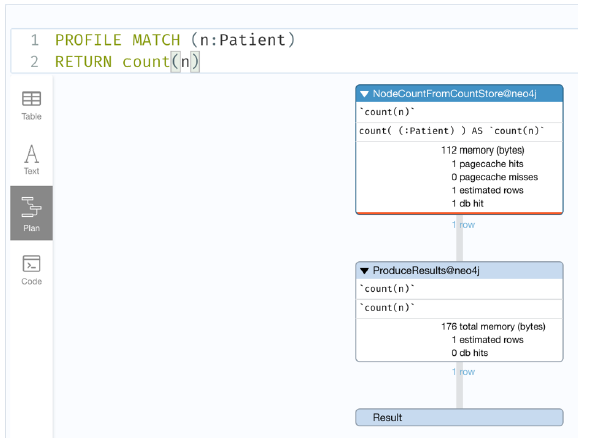 1 PROFILE MATCH (n:Patient)
2 RETURN count(n)
Table
Text
Plan
Code
NodeCountFromCountStore@neo4j
`count(n)`
count( (:Patient) ) AS `count(n)`
112 memory (bytes)
1 pagecache hits
0 pagecache misses
1 estimated rows
1 db hit
1 row
ProduceResults@neo4j
`count(n)`
`count(n)`
176 total memory (bytes)
1 estimated rows
0 db hits
1 row
Result